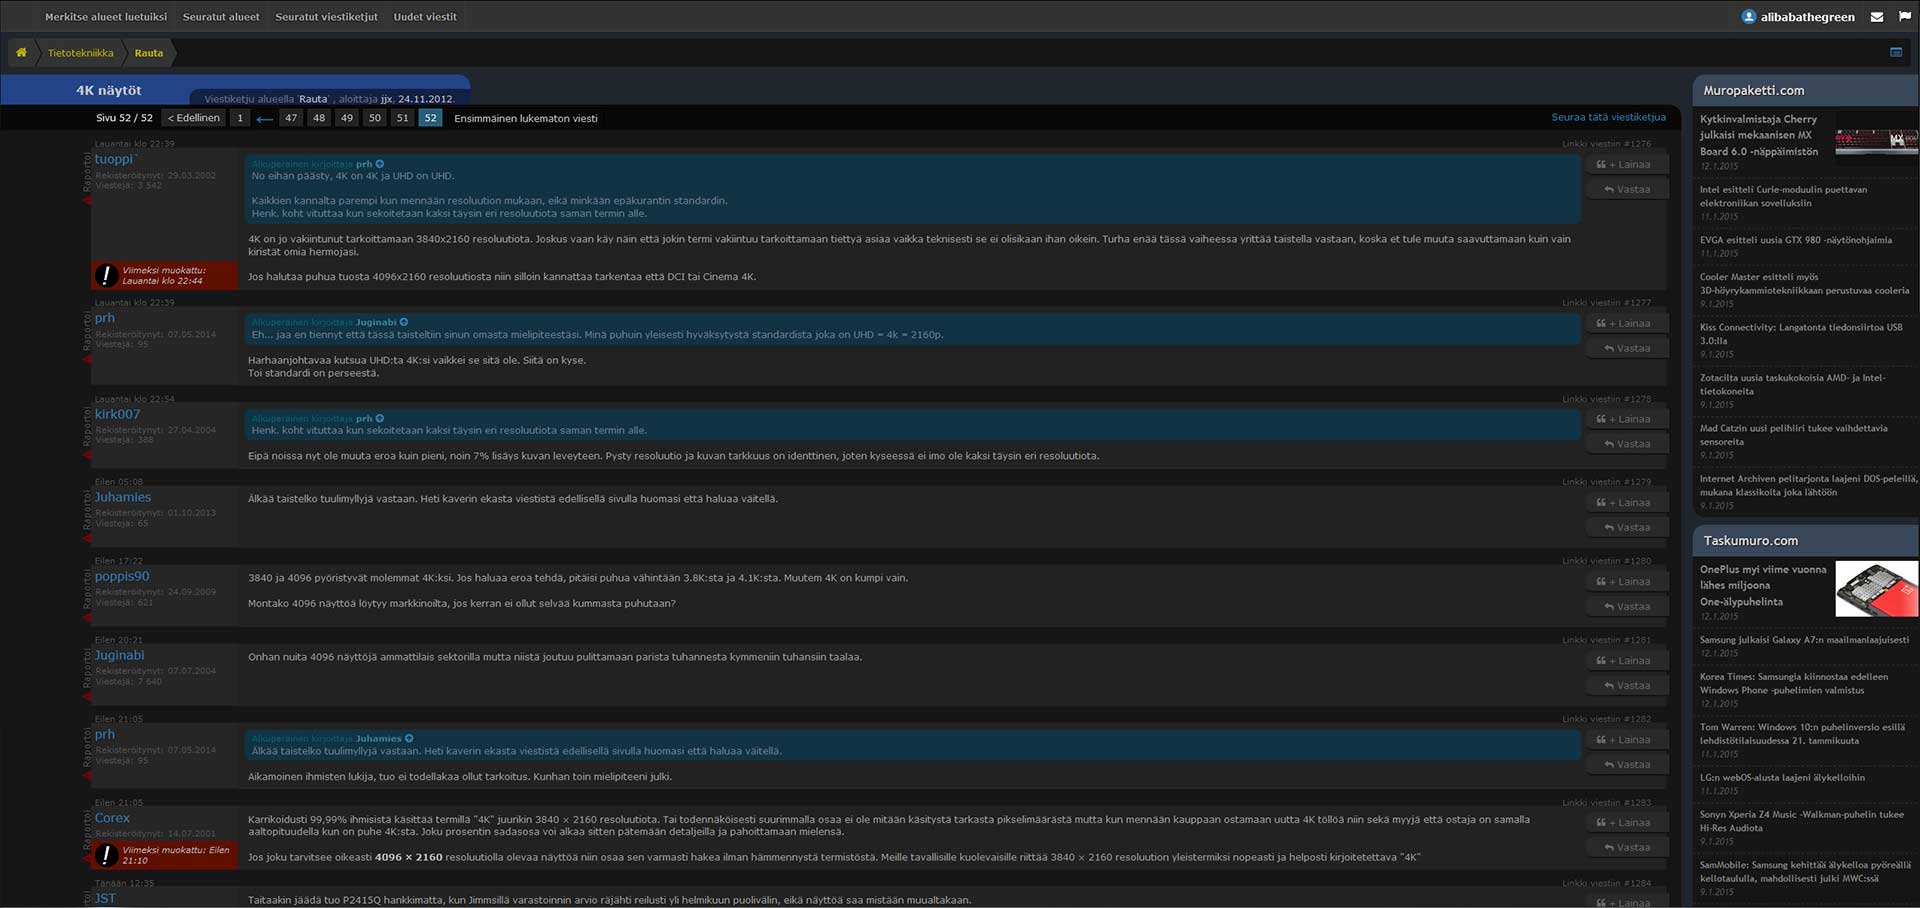 Merkitse alueet luetuiksi Seuratut alueet Seuratut viestiketjut Uudet viestit
alibabathegreen
Tietotekniikka Rauta
4K näytöt
Viestiketju alueella 'Rauta' , aloittaja jjx, 24.11.2012.
Sivu 52 / 52 < Edellinen 1 ← 47 48 49 50 51 52 Ensimmäinen lukematon viesti
Seuraa tätä viestiketjua
Lauantai klo 22:39
Linkki viestiin #1276
Raportoi
tuoppi`
Rekisteröitynyt: 29.03.2002
Viestejä: 3 542
Alkuperäinen kirjoittaja prh
No eihän päästy, 4K on 4K ja UHD on UHD.
Kaikkien kannalta parempi kun mennään resoluution mukaan, eikä minkään epäkurantin standardin.
Henk. koht vituttaa kun sekoitetaan kaksi täysin eri resoluutiota saman termin alle.
4K on jo vakiintunut tarkoittamaan 3840x2160 resoluutiota. Joskus vaan käy näin että jokin termi vakiintuu tarkoittamaan tiettyä asiaa vaikka teknisesti se ei olisikaan ihan oikein. Turha enää tässä vaiheessa yrittää taistella vastaan, koska et tule muuta saavuttamaan kuin vain
kiristät omia hermojasi.
Jos halutaa puhua tuosta 4096x2160 resoluutiosta niin silloin kannattaa tarkentaa että DCI tai Cinema 4K.
Viimeksi muokattu:
Lauantai klo 22:44
+ Lainaa
Vastaa
Lauantai klo 22:39
Linkki viestiin #1277
Raportoi
prh
Rekisteröitynyt: 07.05.2014
Viestejä: 95
Alkuperäinen kirjoittaja Juginabi
Eh... jaa en tiennyt että tässä taisteltiin sinun omasta mielipiteestäsi. Minä puhuin yleisesti hyväksytystä standardista joka on UHD = 4k = 2160p.
Harhaanjohtavaa kutsua UHD:ta 4K:si vaikkei se sitä ole. Siitä on kyse.
Toi standardi on perseestä.
+ Lainaa
Vastaa
Lauantai klo 22:54
Linkki viestiin #1278
Raportoi
kirk007
Rekisteröitynyt: 27.04.2004
Viestejä: 388
Alkuperäinen kirjoittaja prh
Henk. koht vituttaa kun sekoitetaan kaksi täysin eri resoluutiota saman termin alle.
Eipä noissa nyt ole muuta eroa kuin pieni, noin 7% lisäys kuvan leveyteen. Pysty resoluutio ja kuvan tarkkuus on identtinen, joten kyseessä ei imo ole kaksi täysin eri resoluutiota.
+ Lainaa
Vastaa
Eilen 05:08
Linkki viestiin #1279
Raportoi
Juhamies
Rekisteröitynyt: 01.10.2013
Viestejä: 65
Älkää taistelko tuulimyllyjä vastaan. Heti kaverin ekasta viestistä edellisellä sivulla huomasi että haluaa väitellä.
+ Lainaa
Vastaa
Eilen 17:22
Linkki viestiin #1280
Raportoi
poppis90
Rekisteröitynyt: 24.09.2009
Viestejä: 621
3840 ja 4096 pyöristyvät molemmat 4K:ksi. Jos haluaa eroa tehdä, pitäisi puhua vähintään 3.8K:sta ja 4.1K:sta. Muutem 4K on kumpi vain.
Montako 4096 näyttöä löytyy markkinoilta, jos kerran ei ollut selvää kummasta puhutaan?
+ Lainaa
Vastaa
Eilen 20:21
Linkki viestiin #1281
Raportoi
Juginabi
Rekisteröitynyt: 07.07.2004
Viestejä: 7 640
Onhan nuita 4096 näyttöjä ammattilais sektorilla mutta niistä joutuu pulittamaan parista tuhannesta kymmeniin tuhansiin taalaa.
+ Lainaa
Vastaa
Eilen 21:05
Linkki viestiin #1282
Raportoi
prh
Rekisteröitynyt: 07.05.2014
Viestejä: 95
Alkuperäinen kirjoittaja Juhamies
Älkää taistelko tuulimyllyjä vastaan. Heti kaverin ekasta viestistä edellisellä sivulla huomasi että haluaa väitellä.
Aikamoinen ihmisten lukija, tuo ei todellakaa ollut tarkoitus. Kunhan toin mielipiteeni julki.
+ Lainaa
Vastaa
Eilen 21:05
Linkki viestiin #1283
Raportoi
Corex
Rekisteröitynyt: 14.07.2001
Viimeksi muokattu: Eilen
21:10
Karrikoidusti 99,99% ihmisistä käsittää termillä "4K" juurikin 3840 × 2160 resoluutiota. Tai todennäköisesti suurimmalla osaa ei ole mitään käsitystä tarkasta pikselimäärästä mutta kun mennään kauppaan ostamaan uutta 4K töllöä niin sekä myyjä että ostaja on samalla
aaltopituudella kun on puhe 4K:sta. Joku prosentin sadasosa voi alkaa sitten pätemään detaljeilla ja pahoittamaan mielensä.
Jos joku tarvitsee oikeasti 4096 × 2160 resoluutiolla olevaa näyttöä niin osaa sen varmasti hakea ilman hämmennystä termistöstä. Meille tavallisille kuolevaisille riittää 3840 × 2160 resoluution yleistermiksi nopeasti ja helposti kirjoitetettava "4K"
+ Lainaa
Vastaa
Tänään 12:35
Linkki viestiin #1284
JST
Taitaakin jäädä tuo P2415Q hankkimatta, kun Jimmsillä varastoinnin arvio räjähti reilusti yli helmikuun puolivälin, eikä näyttöä saa mistään muualtakaan.
+ Lainaa
Muropaketti.com
Kytkinvalmistaja Cherry
julkaisi mekaanisen MX
Board 6.0 -näppäimistön
12.1.2015
Intel esitteli Curie-moduulin puettavan
elektroniikan sovelluksiin
11.1.2015
EVGA esitteli uusia GTX 980 -näytönohjaimia
11.1.2015
Cooler Master esitteli myös
3D-höyrykammiotekniikkaan perustuvaa cooleria
9.1.2015
Kiss Connectivity: Langatonta tiedonsiirtoa USB
3.0:lla
9.1.2015
Zotacilta uusia taskukokoisia AMD- ja Intel-
tietokoneita
9.1.2015
Mad Catzin uusi pelihiiri tukee vaihdettavia
sensoreita
9.1.2015
Internet Archiven pelitarjonta laajeni DOS-peleillä,
mukana klassikoita joka lähtöön
9.1.2015
Taskumuro.com
OnePlus myi viime vuonna
lähes miljoona
One-älypuhelinta
12.1.2015
Samsung julkaisi Galaxy A7:n maailmanlaajuisesti
12.1.2015
Korea Times: Samsungia kiinnostaa edelleen
Windows Phone -puhelimien valmistus
12.1.2015
Tom Warren: Windows 10:n puhelinversio esillä
lehdistötilaisuudessa 21. tammikuuta
11.1.2015
LG:n webOS-alusta laajeni älykelloihin
11.1.2015
Sonyn Xperia Z4 Music -Walkman-puhelin tukee
Hi-Res Audiota
9.1.2015
SamMobile: Samsung kehittää älykelloa pyöreällä
kellotaululla, mahdollisesti julki MWC:ssä
9.1.2015